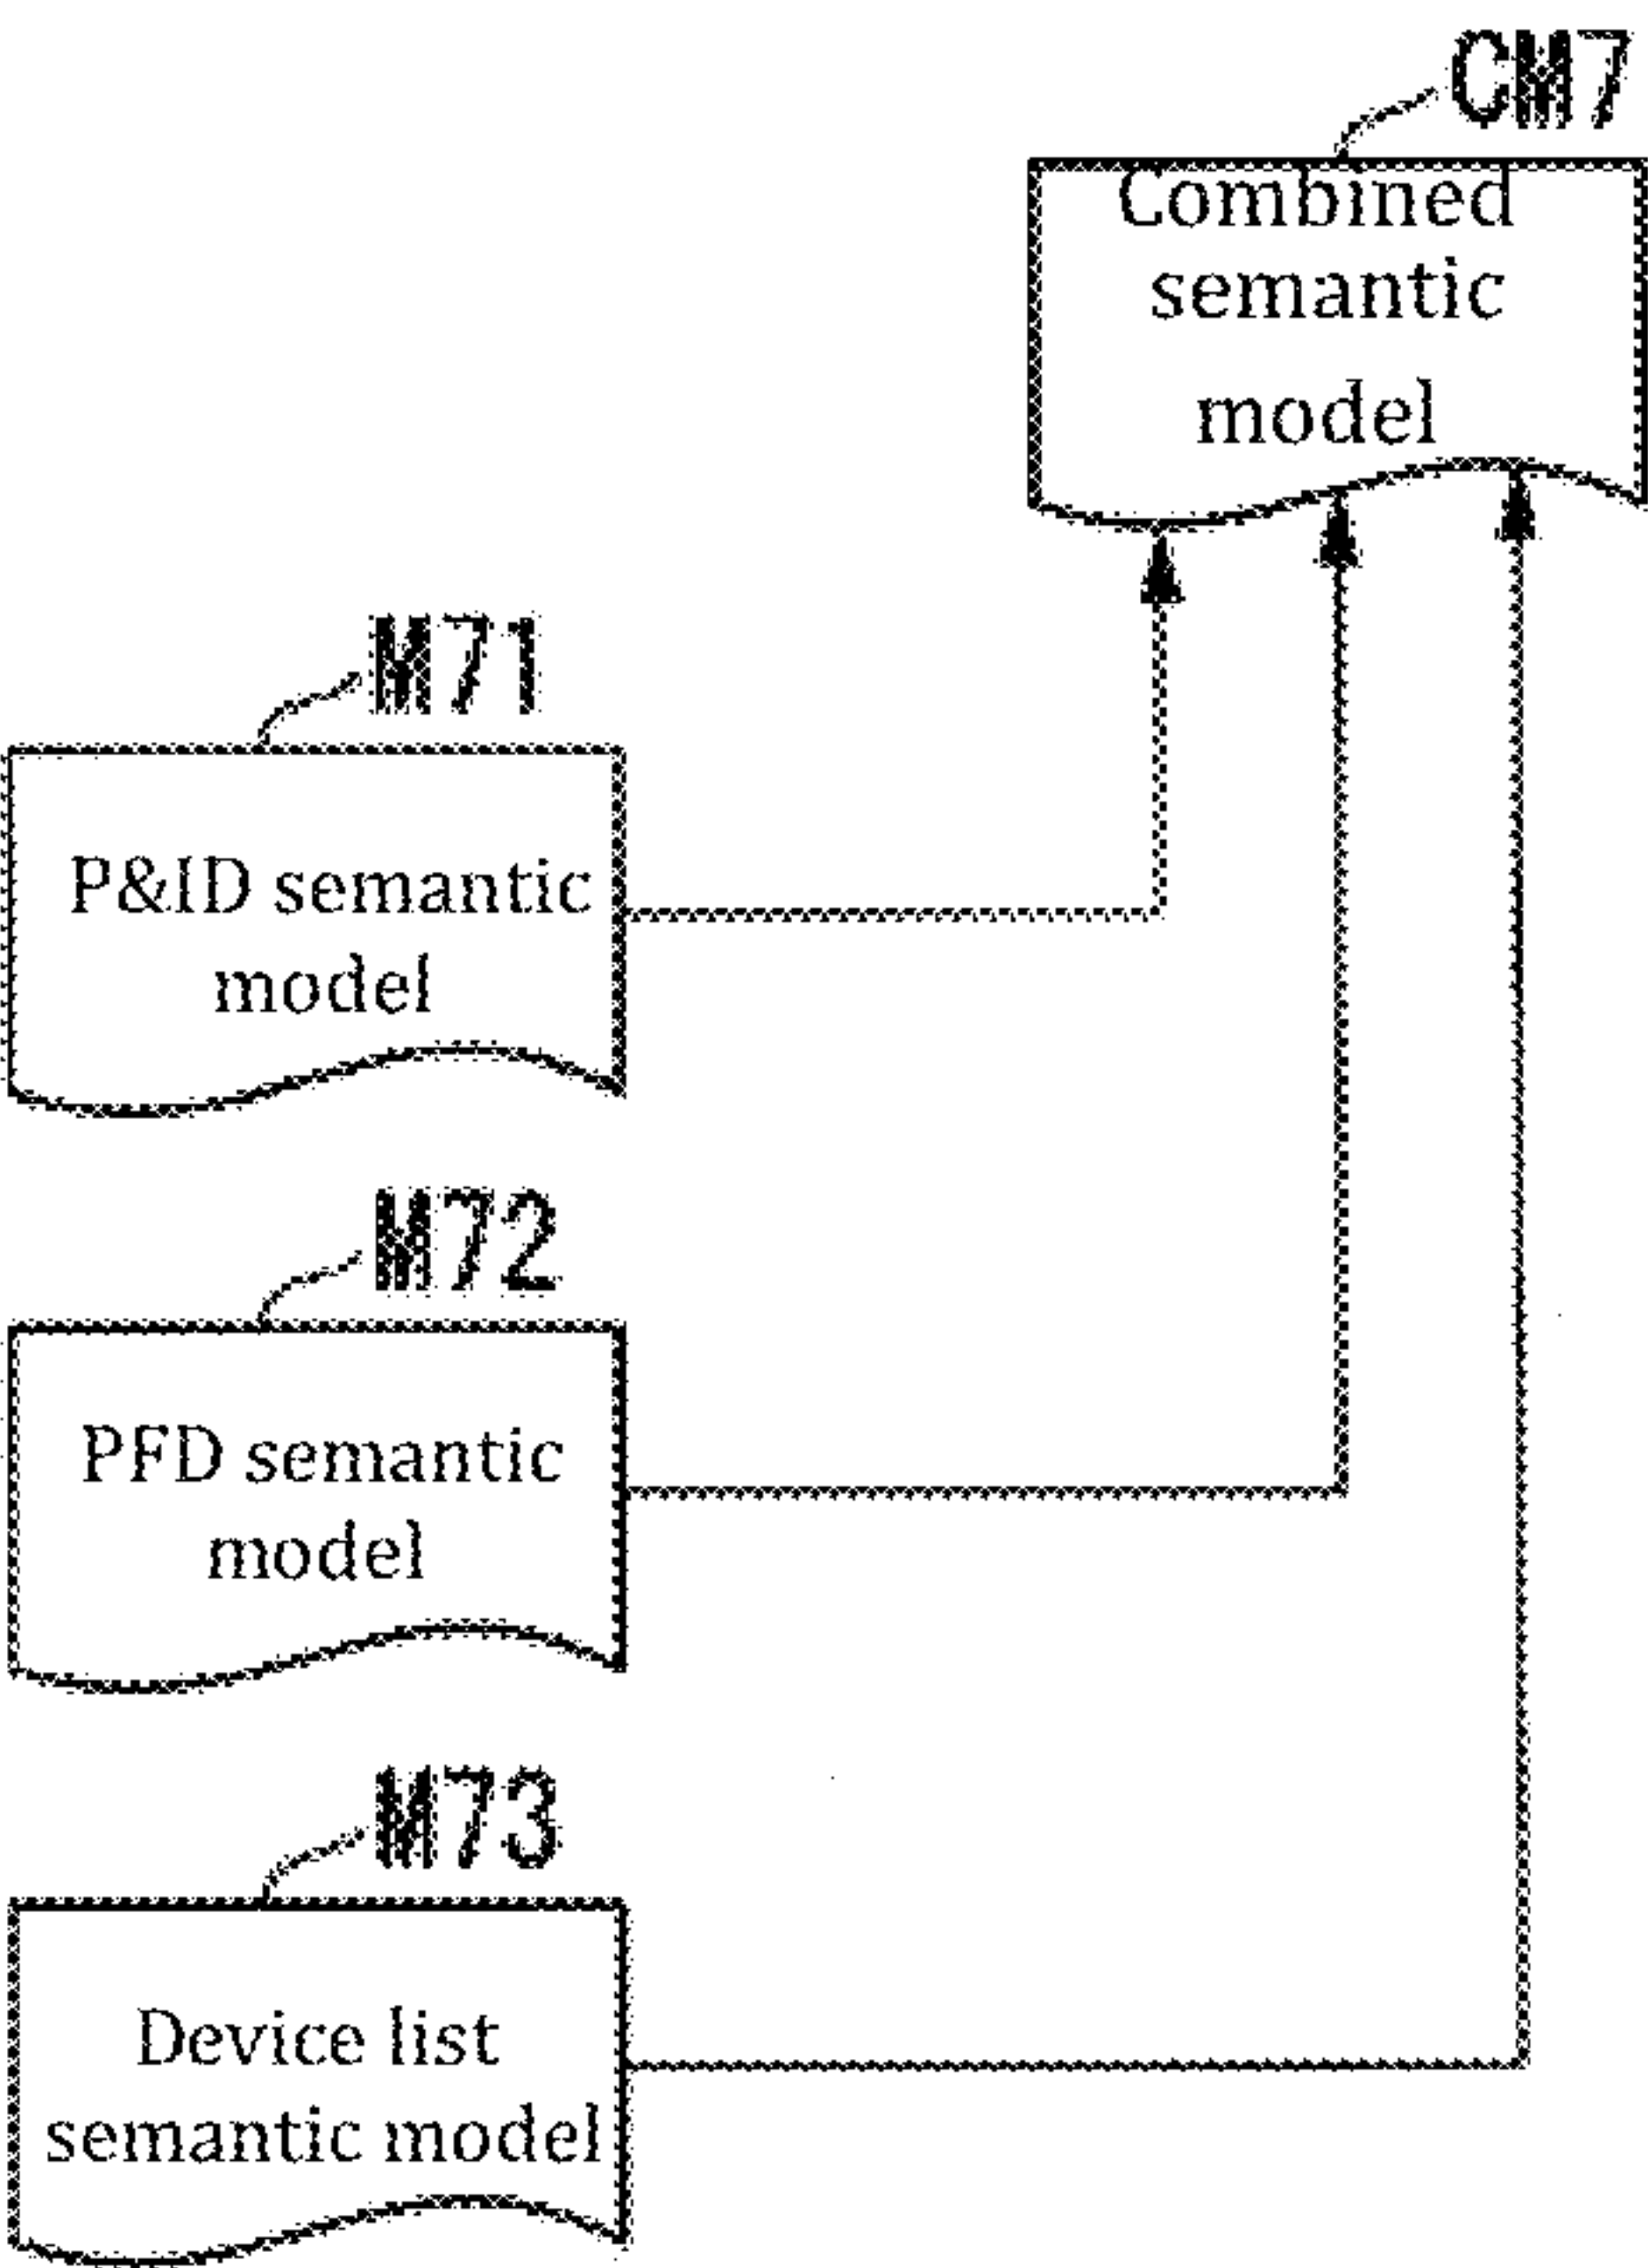 CM7
Combined
semantic
model
M71
P&ID semantic
model
M72
PFD semantic
model
M73
Device list
semantic model